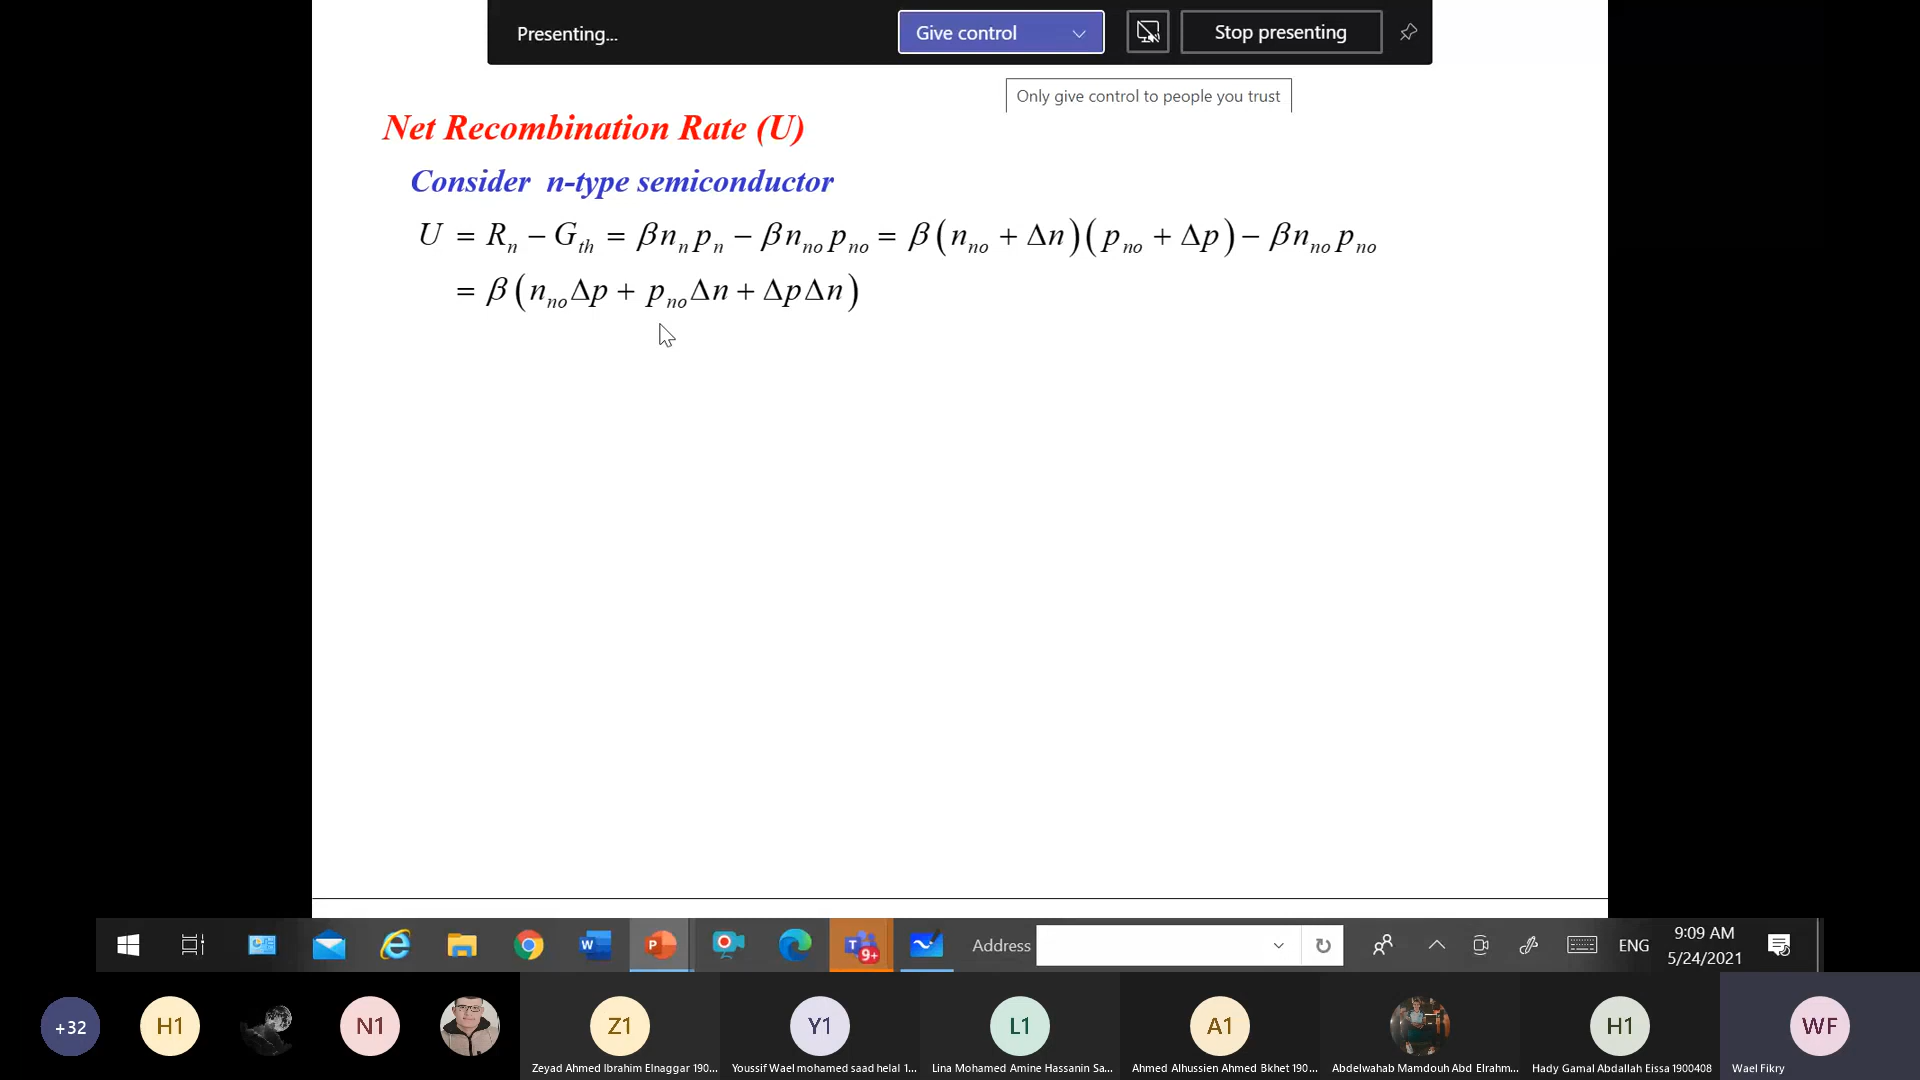 Presenting...
Give control
Stop presenting
Only give control to people you trust
Net Recombination Rate (U)
Consider n-type semiconductor
U = Rₙ − G_th = βnₙpₙ − βn_no p_no = β(n_no + Δn)(p_no + Δp) − βn_no p_no
= β(n_no Δp + p_no Δn + ΔpΔn)
Address
ENG
9:09 AM
5/24/2021
9+
+32
H1
N1
Z1
Y1
L1
A1
H1
WF
Zeyad Ahmed Ibrahim Elnaggar 190...
Youssif Wael mohamed saad helal 1...
Lina Mohamed Amine Hassanin Sa...
Ahmed Alhussien Ahmed Bkhet 190...
Abdelwahab Mamdouh Abd Elrahm...
Hady Gamal Abdallah Eissa 1900408
Wael Fikry